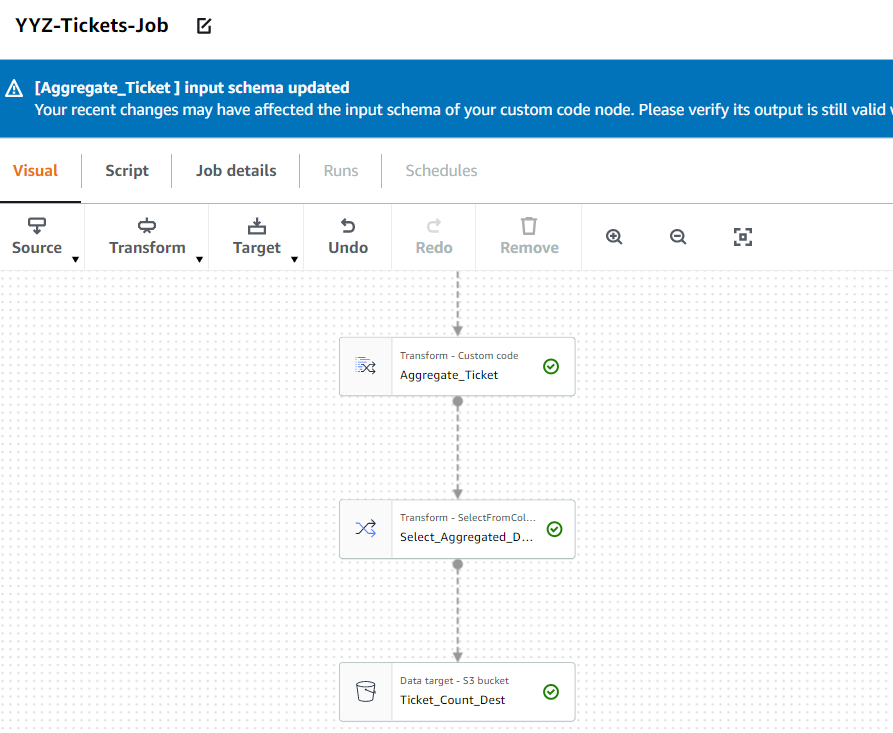 YYZ-Tickets-Job
[Aggregate_Ticket ] input schema updated
Your recent changes may have affected the input schema of your custom code node. Please verify its output is still valid
Visual Script Job details Runs Schedules
Source Transform Target Undo Redo Remove
Transform - Custom code
Aggregate_Ticket
Transform - SelectFromCol...
Select_Aggregated_D...
Data target - S3 bucket
Ticket_Count_Dest